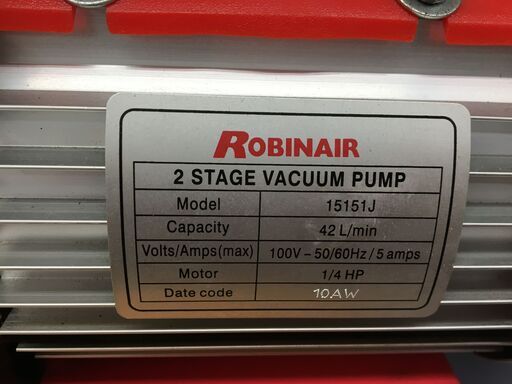 ROBINAIR
2 STAGE VACUUM PUMP
Model 15151J
Capacity 42 L/min
Volts/Amps(max) 100V – 50/60Hz / 5 amps
Motor 1/4 HP
Date code 10AW